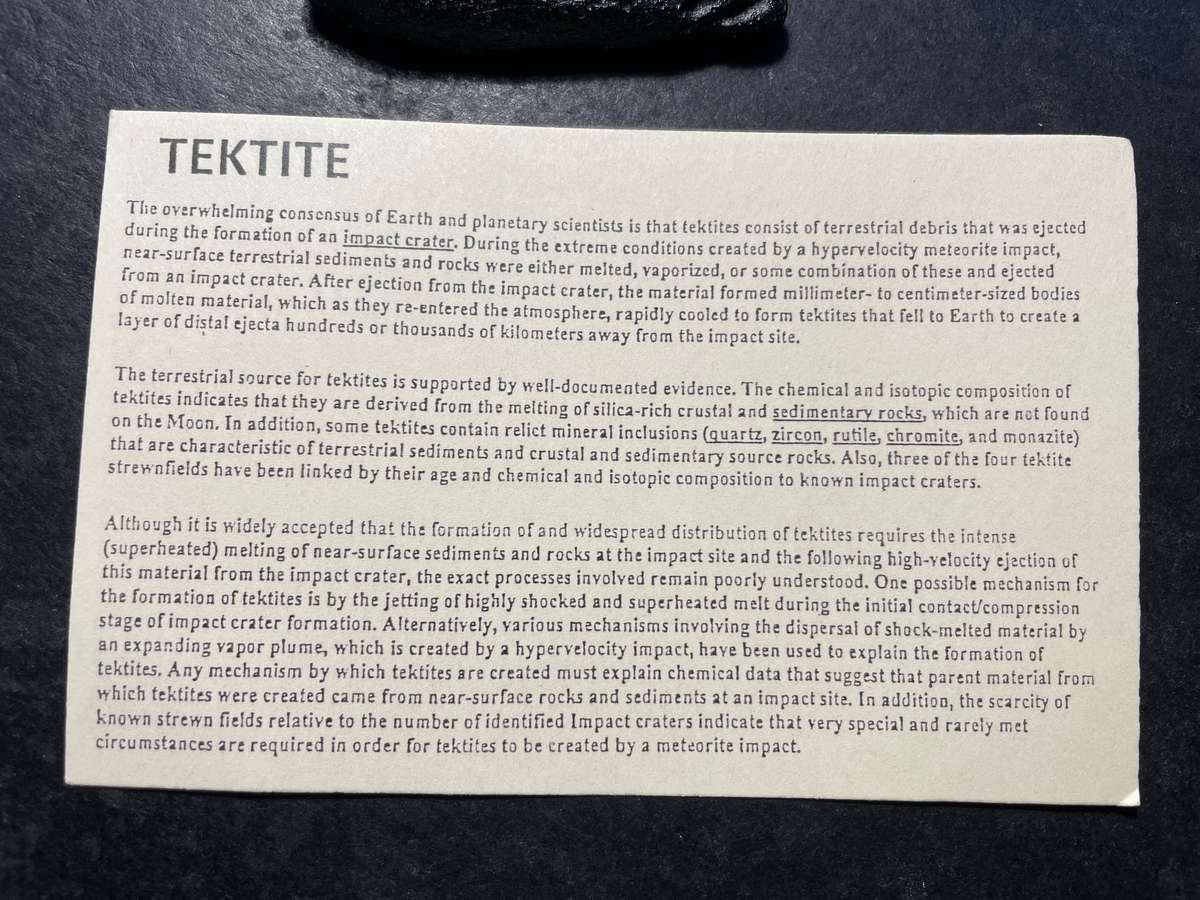 TEKTITE
The overwhelming consensus of Earth and planetary scientists is that tektites consist of terrestrial debris that was ejected
during the formation of an impact crater. During the extreme conditions created by a hypervelocity meteorite impact,
near-surface terrestrial sediments and rocks were either melted, vaporized, or some combination of these and ejected
from an impact crater. After ejection from the impact crater, the material formed millimeter- to centimeter-sized bodies
of molten material, which as they re-entered the atmosphere, rapidly cooled to form tektites that fell to Earth to create a
layer of distal ejecta hundreds or thousands of kilometers away from the impact site.
The terrestrial source for tektites is supported by well-documented evidence. The chemical and isotopic composition of
tektites indicates that they are derived from the melting of silica-rich crustal and sedimentary rocks, which are not found
on the Moon. In addition, some tektites contain relict mineral inclusions (quartz, zircon, rutile, chromite, and monazite)
that are characteristic of terrestrial sediments and crustal and sedimentary source rocks. Also, three of the four tektite
strewnfields have been linked by their age and chemical and isotopic composition to known impact craters.
Although it is widely accepted that the formation of and widespread distribution of tektites requires the intense
(superheated) melting of near-surface sediments and rocks at the impact site and the following high-velocity ejection of
this material from the impact crater, the exact processes involved remain poorly understood. One possible mechanism for
the formation of tektites is by the jetting of highly shocked and superheated melt during the initial contact/compression
stage of impact crater formation. Alternatively, various mechanisms involving the dispersal of shock-melted material by
an expanding vapor plume, which is created by a hypervelocity impact, have been used to explain the formation of
tektites. Any mechanism by which tektites are created must explain chemical data that suggest that parent material from
which tektites were created came from near-surface rocks and sediments at an impact site. In addition, the scarcity of
known strewn fields relative to the number of identified Impact craters indicate that very special and rarely met
circumstances are required in order for tektites to be created by a meteorite impact.